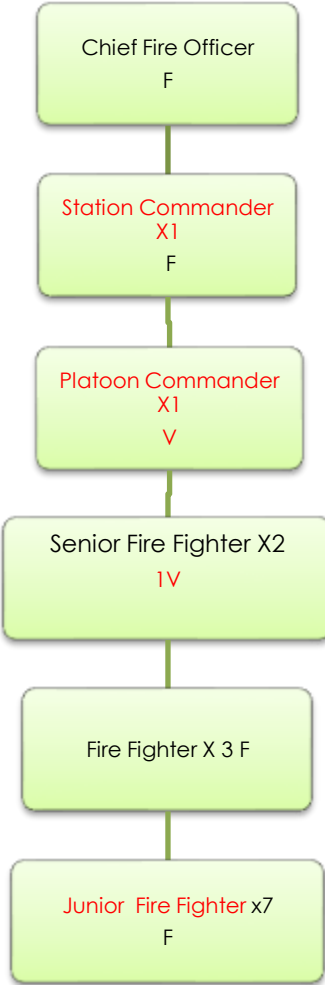 Chief Fire Officer
F
Station Commander
X1
F
Platoon Commander
X1
V
Senior Fire Fighter X2
1V
Fire Fighter X 3 F
Junior Fire Fighter x7
F